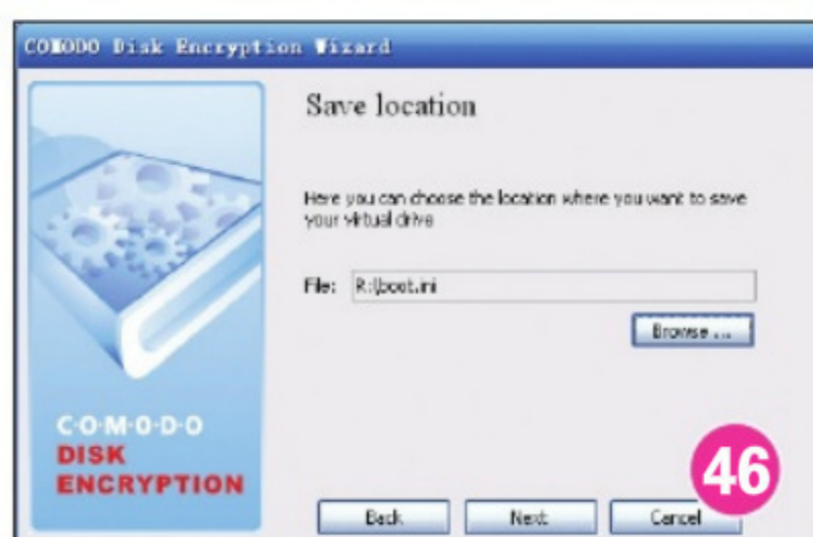 COMODO Disk Encryption Wizard
Save location
Here you can choose the location where you want to save
your virtual drive
File: R:\boot.ini
Browse ...
C·O·M·O·D·O
DISK
ENCRYPTION
46
Back Next Cancel